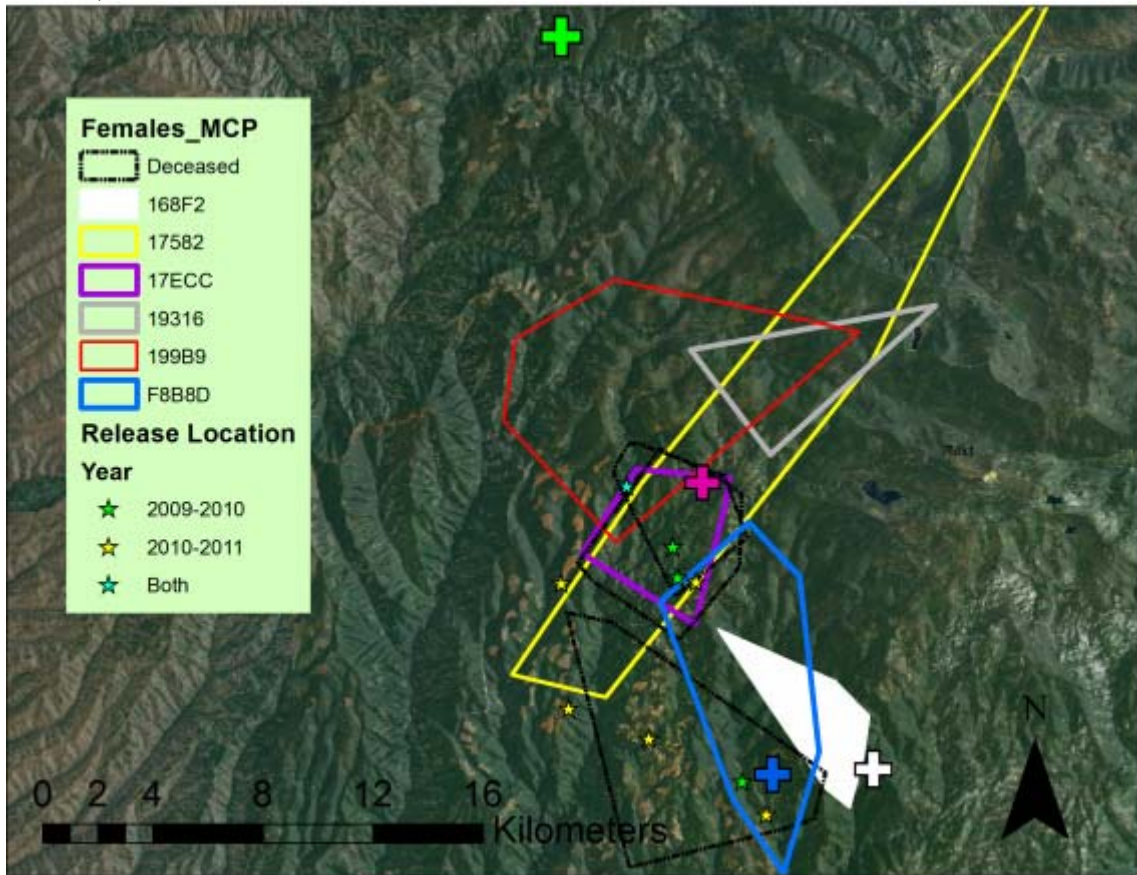 Females_MCP
Deceased
168F2
17582
17ECC
19316
199B9
F8B8D
Release Location
Year
2009-2010
2010-2011
Both
N
0 2 4 8 12 16
Kilometers